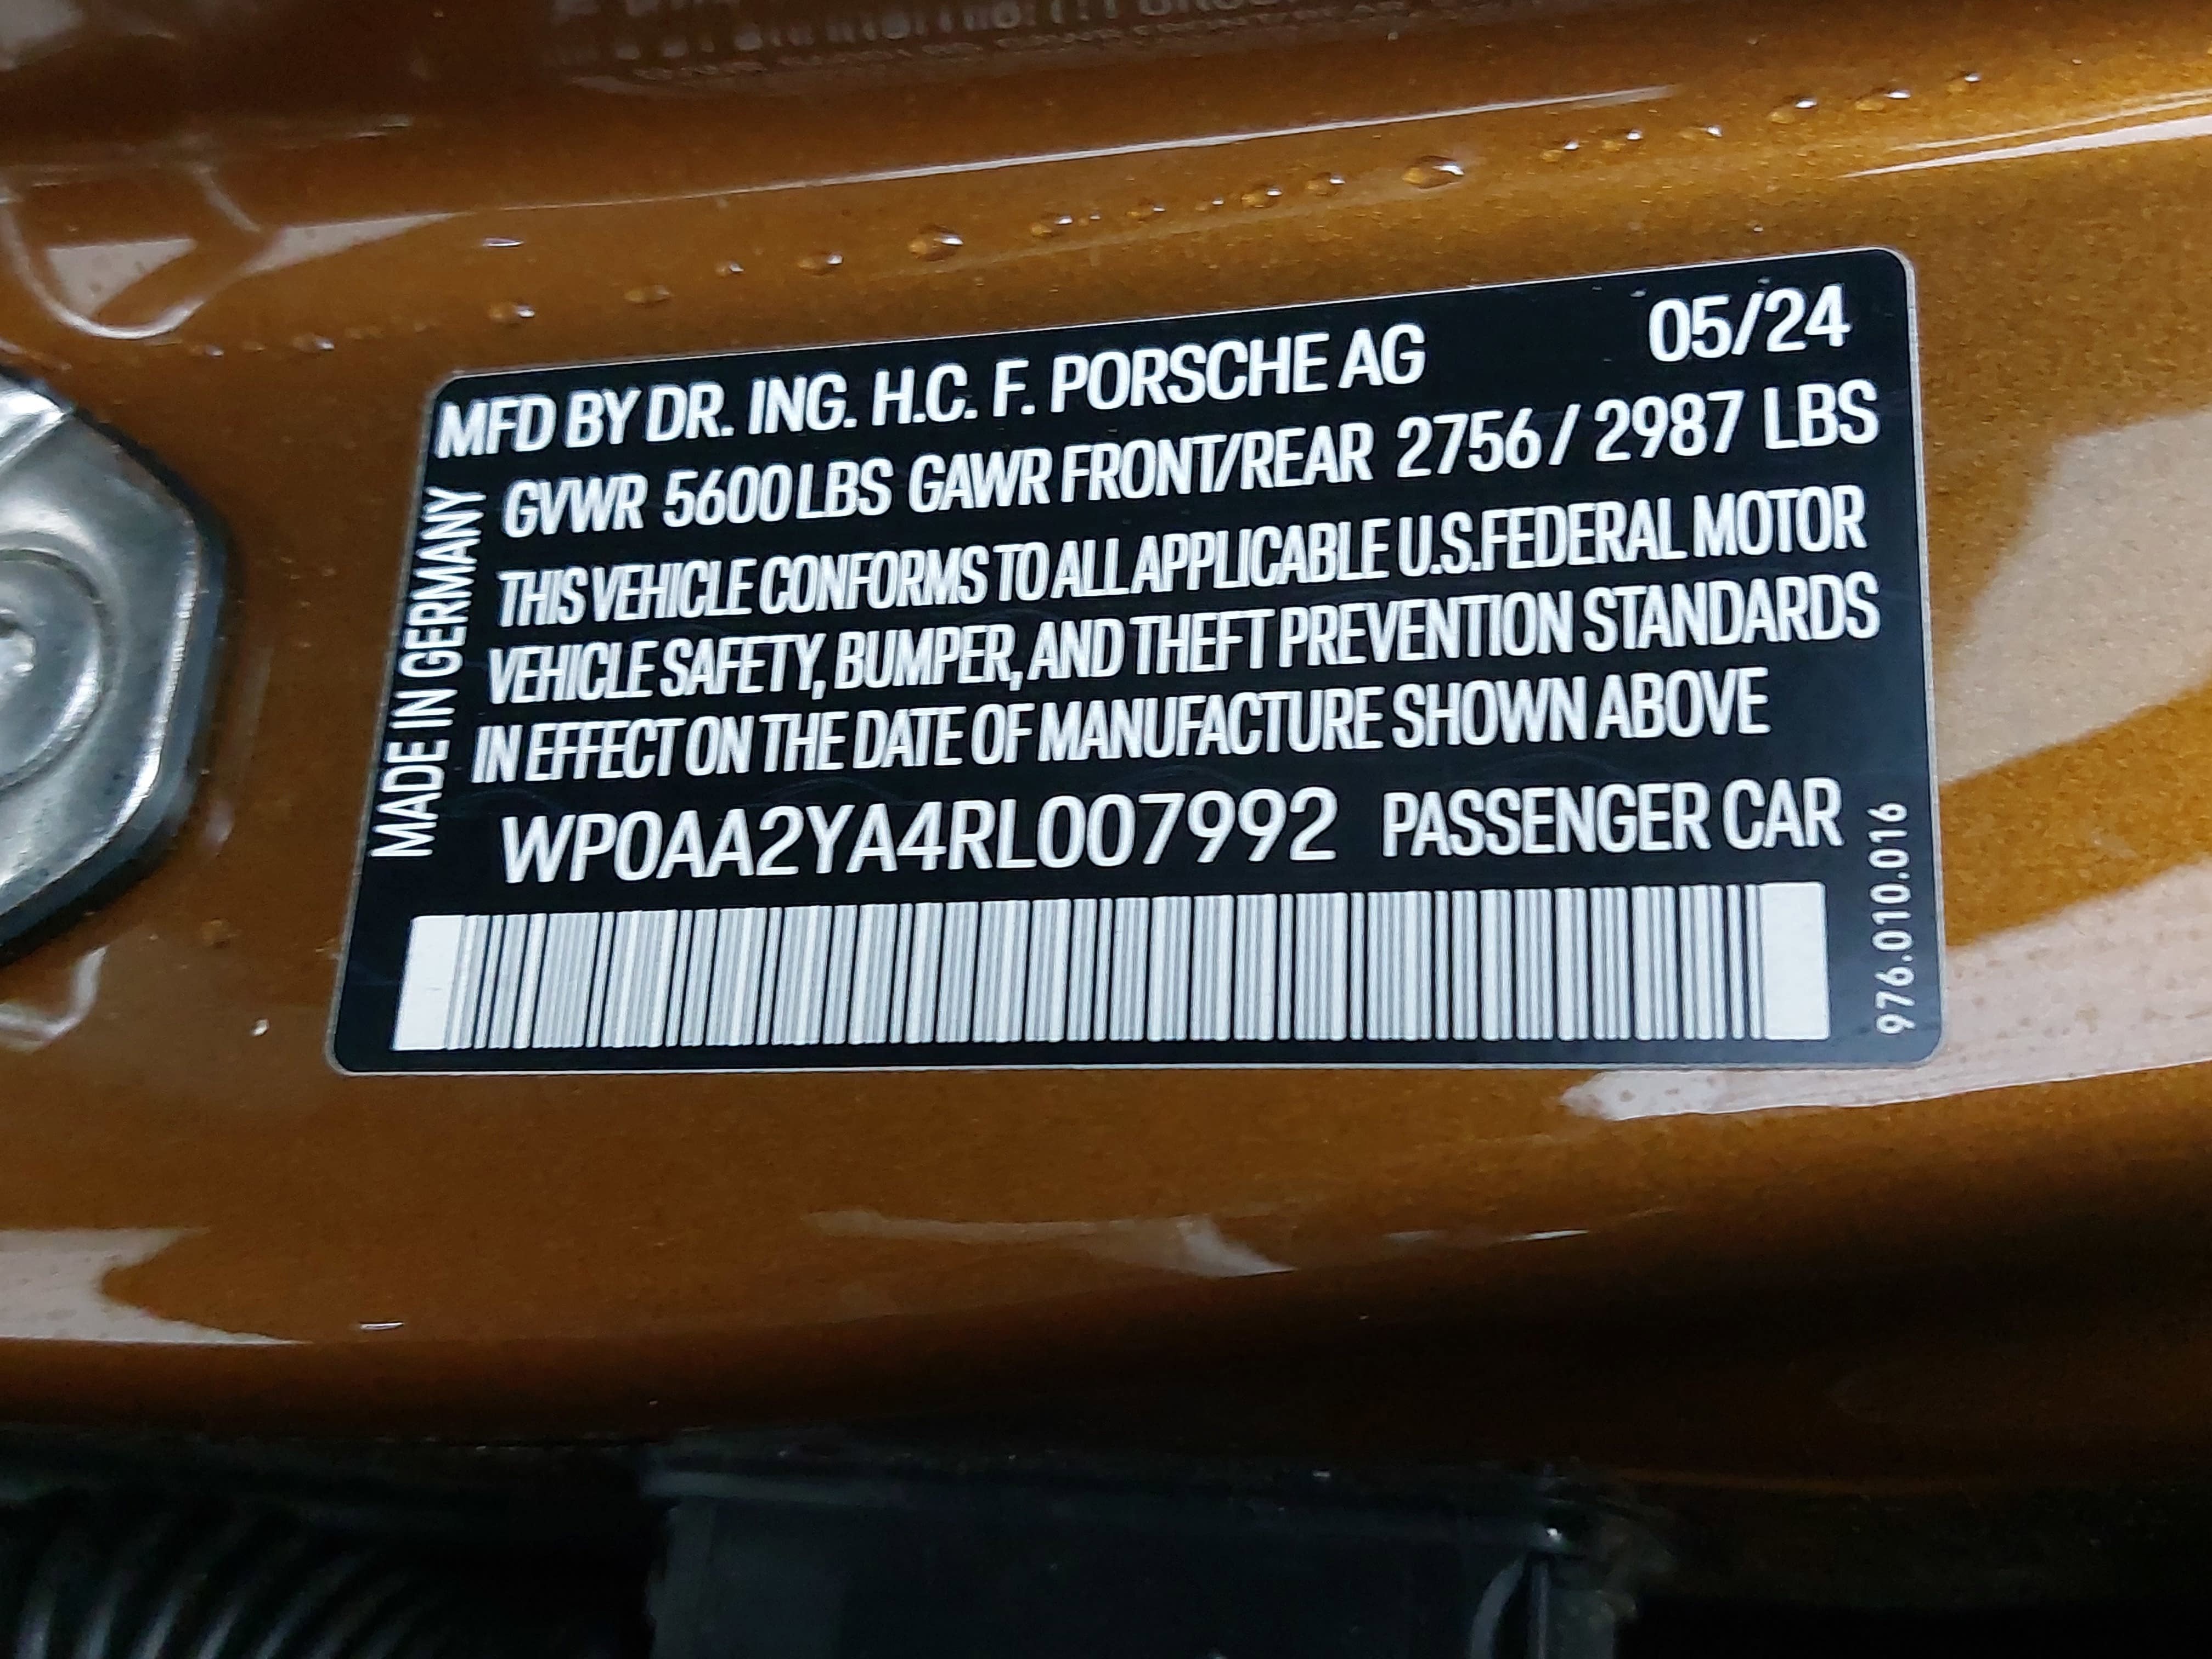 MFD BY DR. ING. H.C. F. PORSCHE AG 05/24
GVWR 5600 LBS GAWR FRONT/REAR 2756 / 2987 LBS
THIS VEHICLE CONFORMS TO ALL APPLICABLE U.S.FEDERAL MOTOR
VEHICLE SAFETY, BUMPER, AND THEFT PREVENTION STANDARDS
IN EFFECT ON THE DATE OF MANUFACTURE SHOWN ABOVE
WP0AA2YA4RL007992 PASSENGER CAR
MADE IN GERMANY
976.010.016